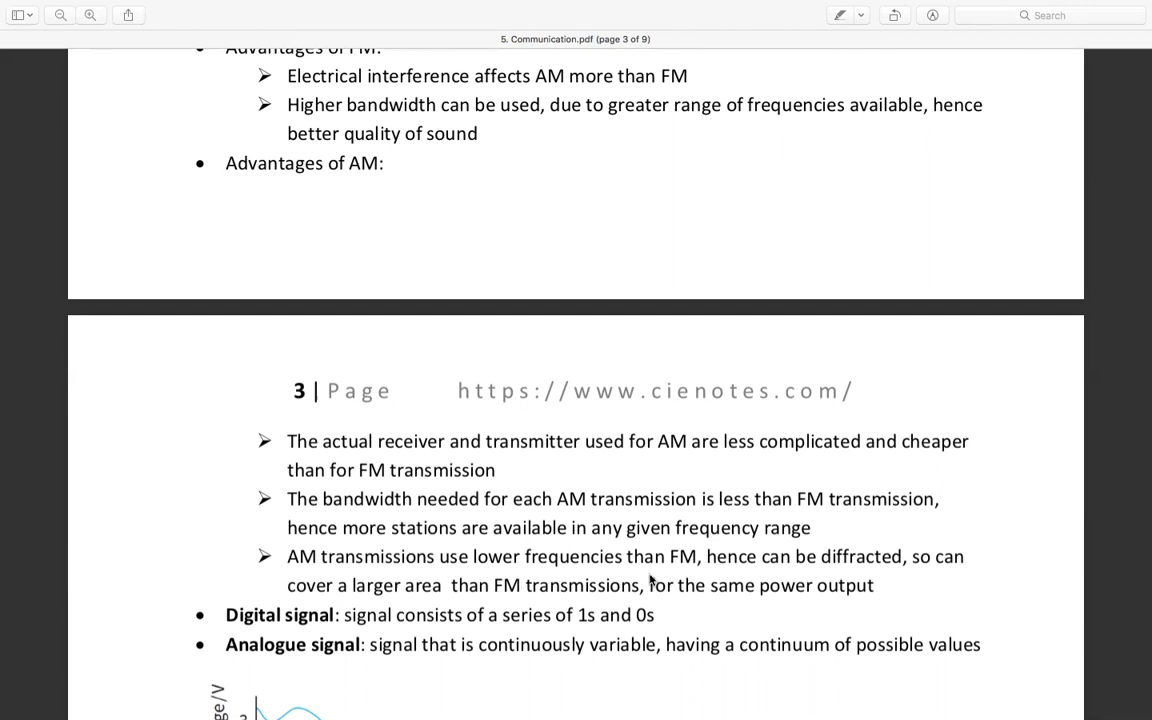 Search
5. Communication.pdf (page 3 of 9)
Advantages of FM:
➢ Electrical interference affects AM more than FM
➢ Higher bandwidth can be used, due to greater range of frequencies available, hence
better quality of sound
• Advantages of AM:
3 | Page https://www.cienotes.com/
➢ The actual receiver and transmitter used for AM are less complicated and cheaper
than for FM transmission
➢ The bandwidth needed for each AM transmission is less than FM transmission,
hence more stations are available in any given frequency range
➢ AM transmissions use lower frequencies than FM, hence can be diffracted, so can
cover a larger area than FM transmissions, for the same power output
• Digital signal: signal consists of a series of 1s and 0s
• Analogue signal: signal that is continuously variable, having a continuum of possible values
ge/V